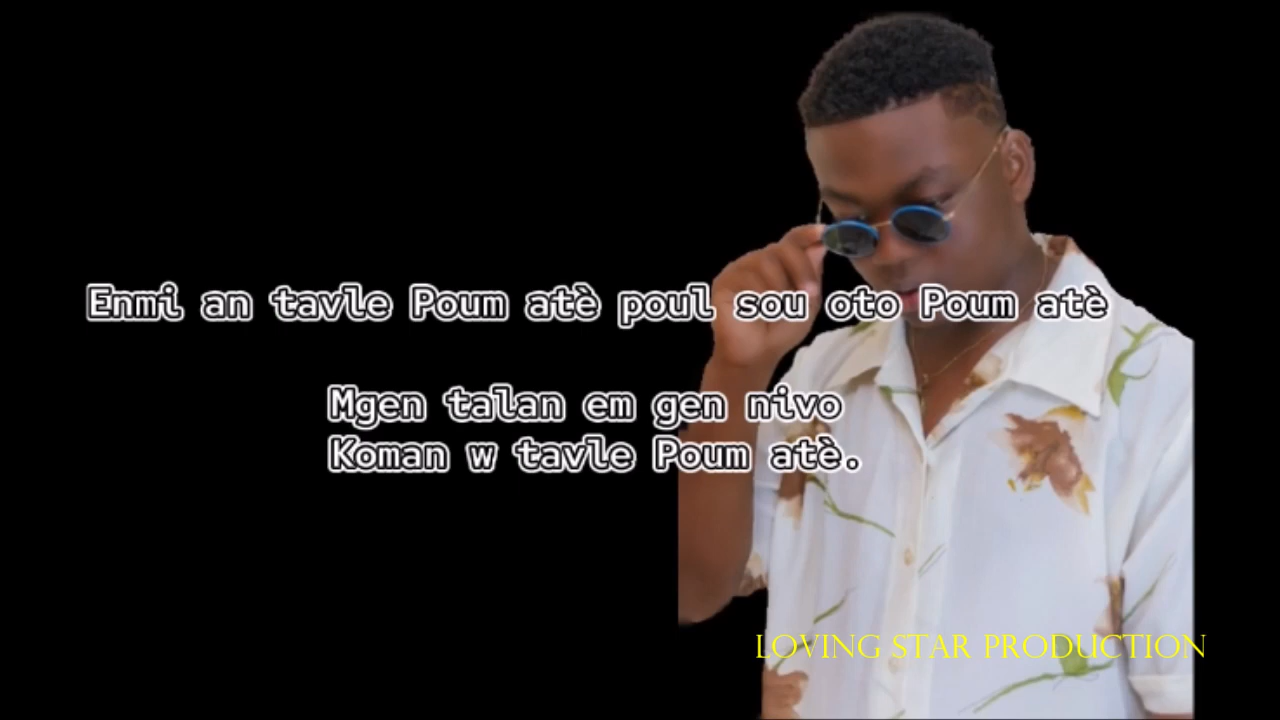 Enmi an tavle Poum atè poul sou oto Poum atè
Mgen talan em gen nivo
Koman w tavle Poum atè.
LOVING STAR PRODUCTION